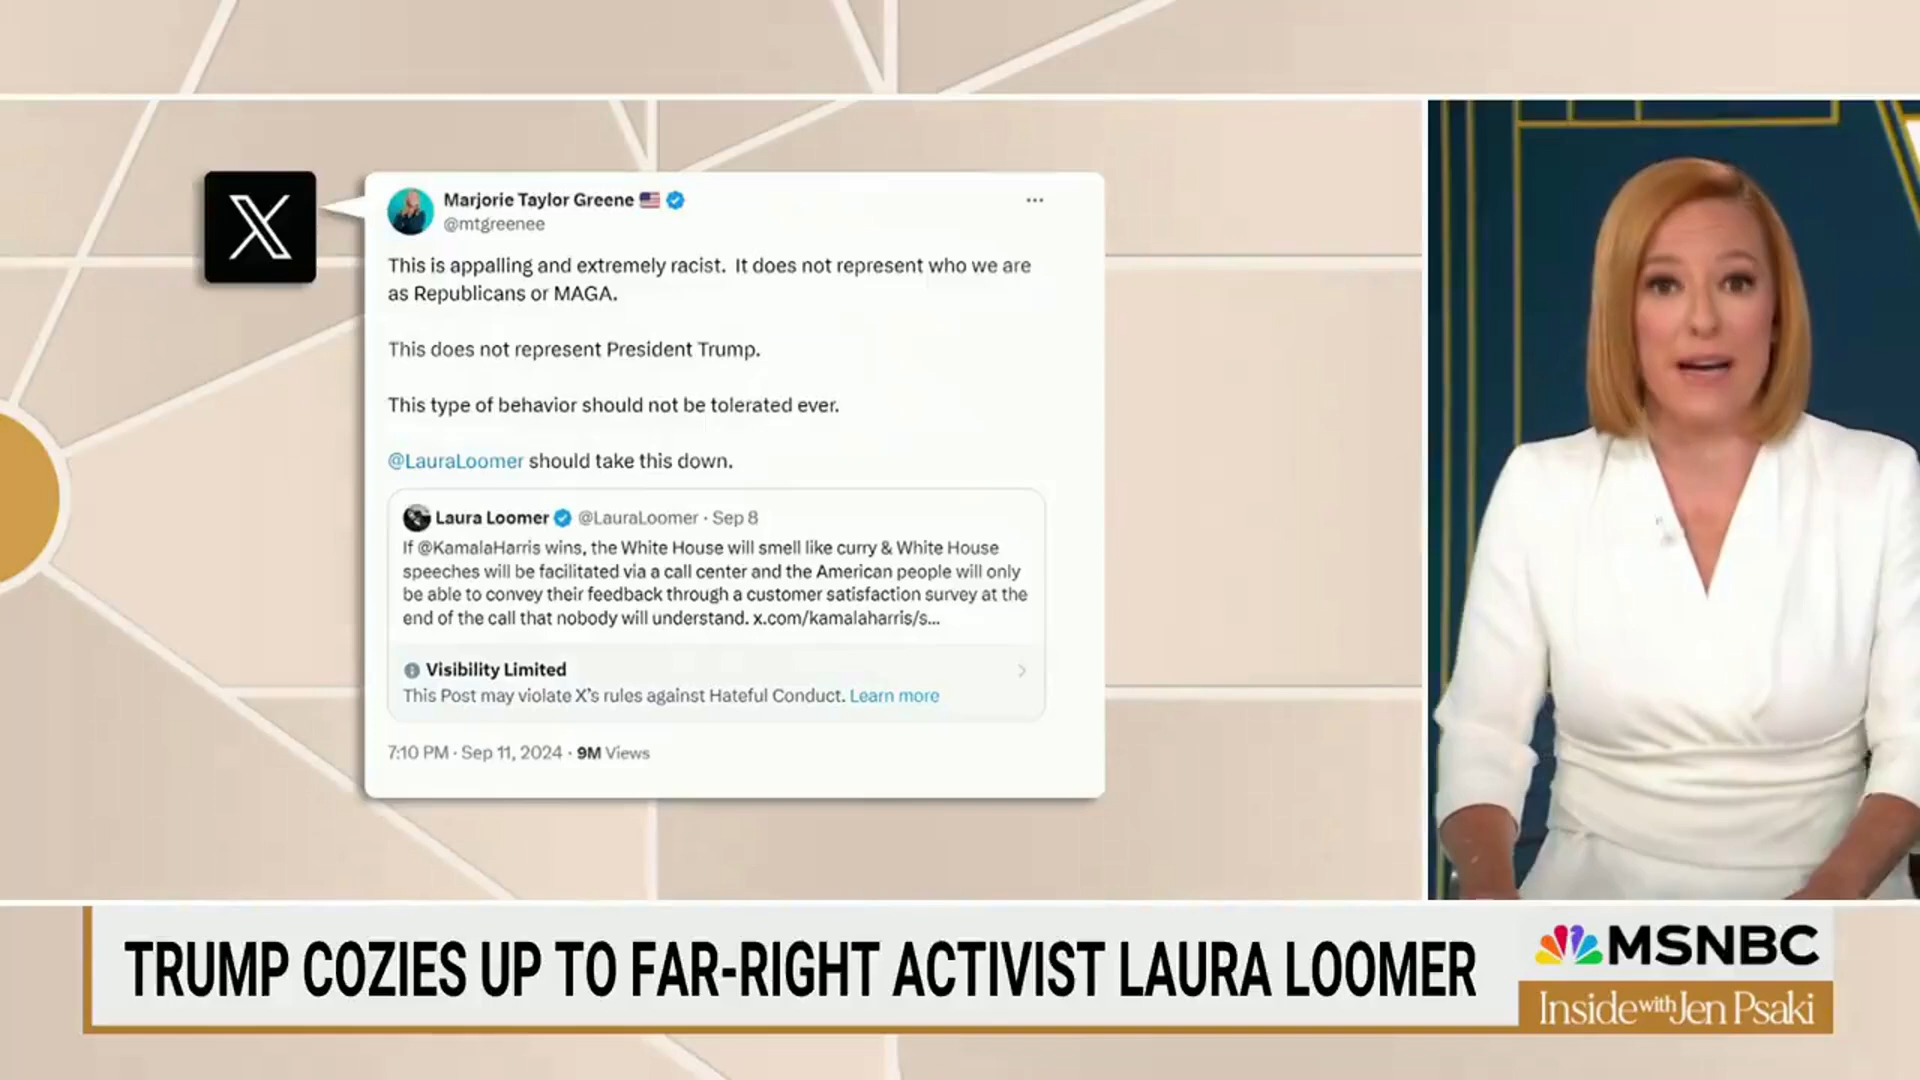 Marjorie Taylor Greene
@mtgreenee
This is appalling and extremely racist. It does not represent who we are
as Republicans or MAGA.
This does not represent President Trump.
This type of behavior should not be tolerated ever.
@LauraLoomer should take this down.
Laura Loomer @LauraLoomer · Sep 8
If @KamalaHarris wins, the White House will smell like curry & White House
speeches will be facilitated via a call center and the American people will only
be able to convey their feedback through a customer satisfaction survey at the
end of the call that nobody will understand. x.com/kamalaharris/s...
Visibility Limited
This Post may violate X's rules against Hateful Conduct. Learn more
7:10 PM · Sep 11, 2024 · 9M Views
TRUMP COZIES UP TO FAR-RIGHT ACTIVIST LAURA LOOMER
MSNBC
Inside with Jen Psaki